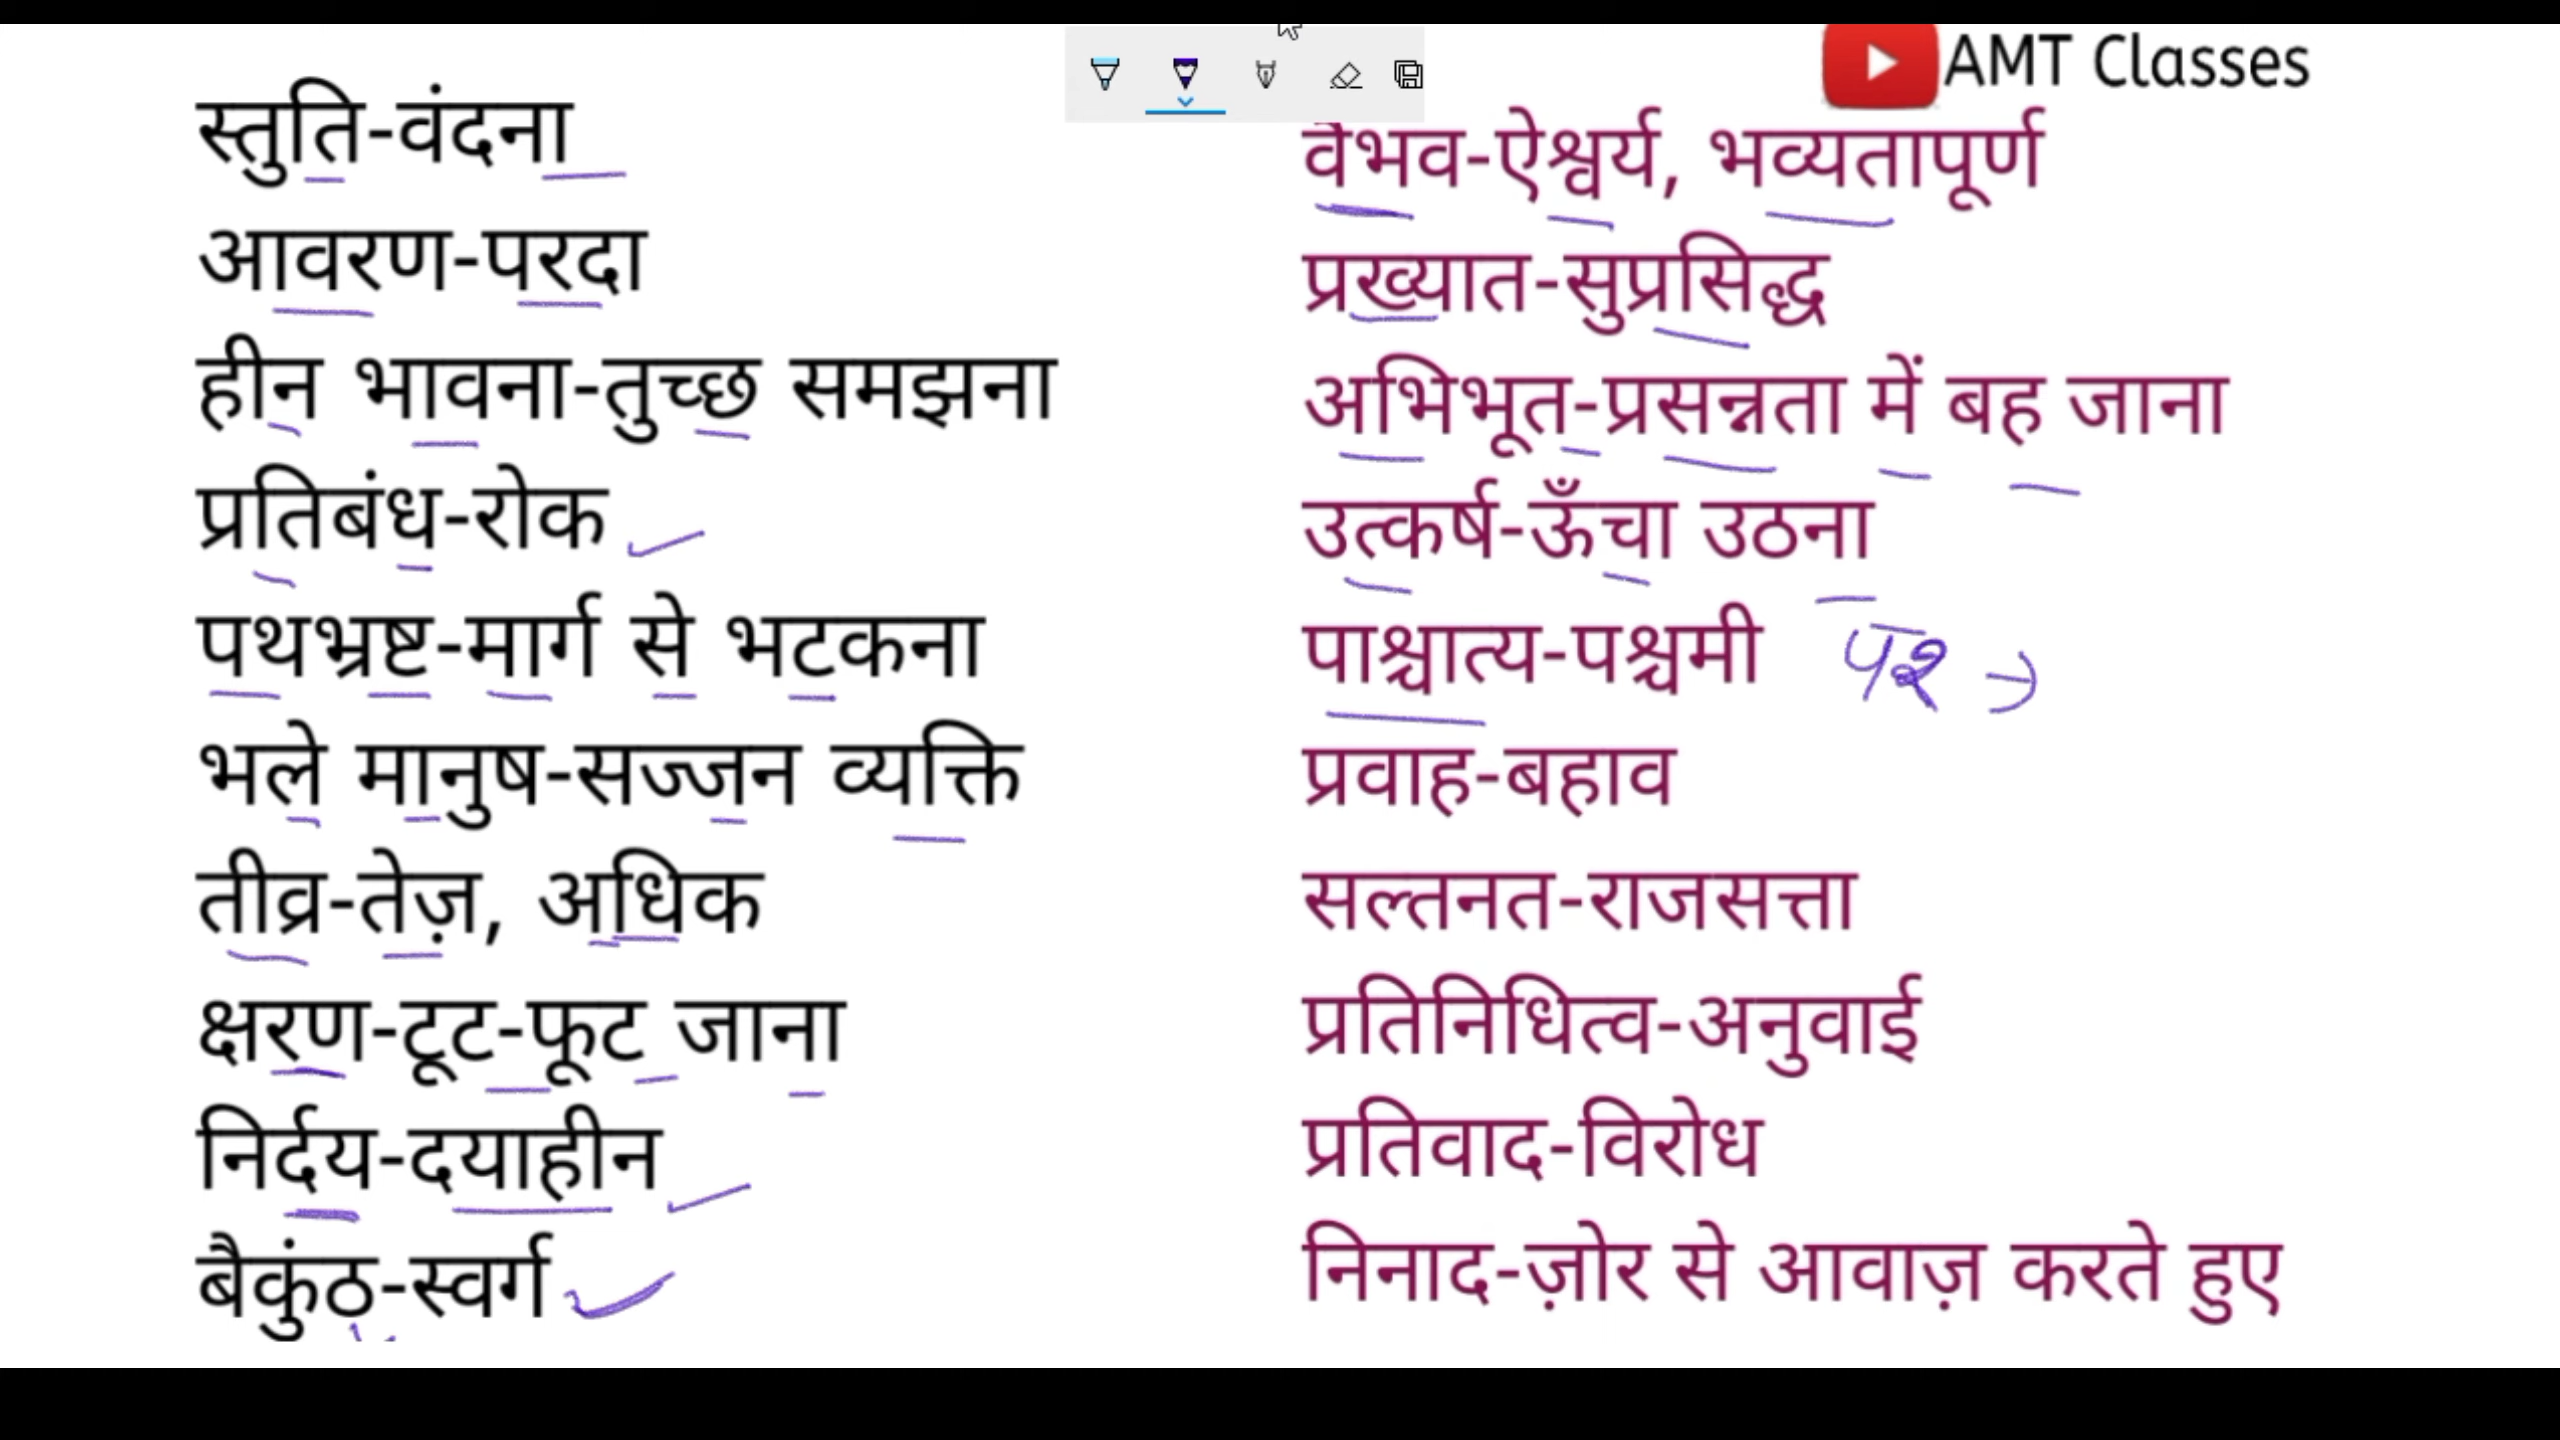 AMT Classes
स्तुति-वंदना
आवरण-परदा
हीन भावना-तुच्छ समझना
प्रतिबंध-रोक
पथभ्रष्ट-मार्ग से भटकना
भले मानुष-सज्जन व्यक्ति
तीव्र-तेज़, अधिक
क्षरण-टूट-फूट जाना
निर्दय-दयाहीन
बैकुंठ-स्वर्ग
वैभव-ऐश्वर्य, भव्यतापूर्ण
प्रख्यात-सुप्रसिद्ध
अभिभूत-प्रसन्नता में बह जाना
उत्कर्ष-ऊँचा उठना
पाश्चात्य-पश्चमी
प्रवाह-बहाव
सल्तनत-राजसत्ता
प्रतिनिधित्व-अनुवाई
प्रतिवाद-विरोध
निनाद-ज़ोर से आवाज़ करते हुए